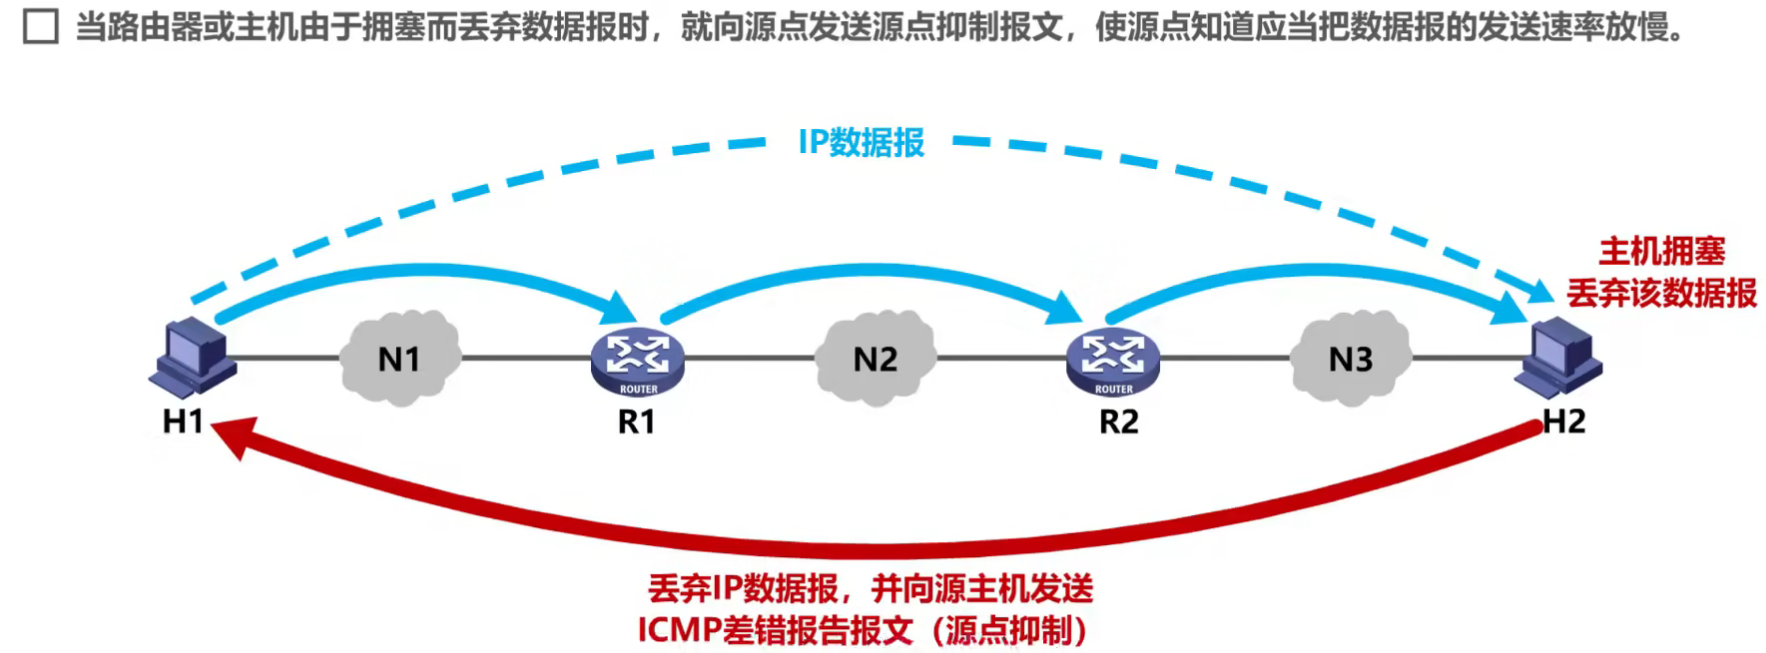 当路由器或主机由于拥塞而丢弃数据报时，就向源点发送源点抑制报文，使源点知道应当把数据报的发送速率放慢。
IP数据报
主机拥塞
丢弃该数据报
N1
N2
N3
ROUTER
ROUTER
H1
R1
R2
H2
丢弃IP数据报，并向源主机发送
ICMP差错报告报文（源点抑制）